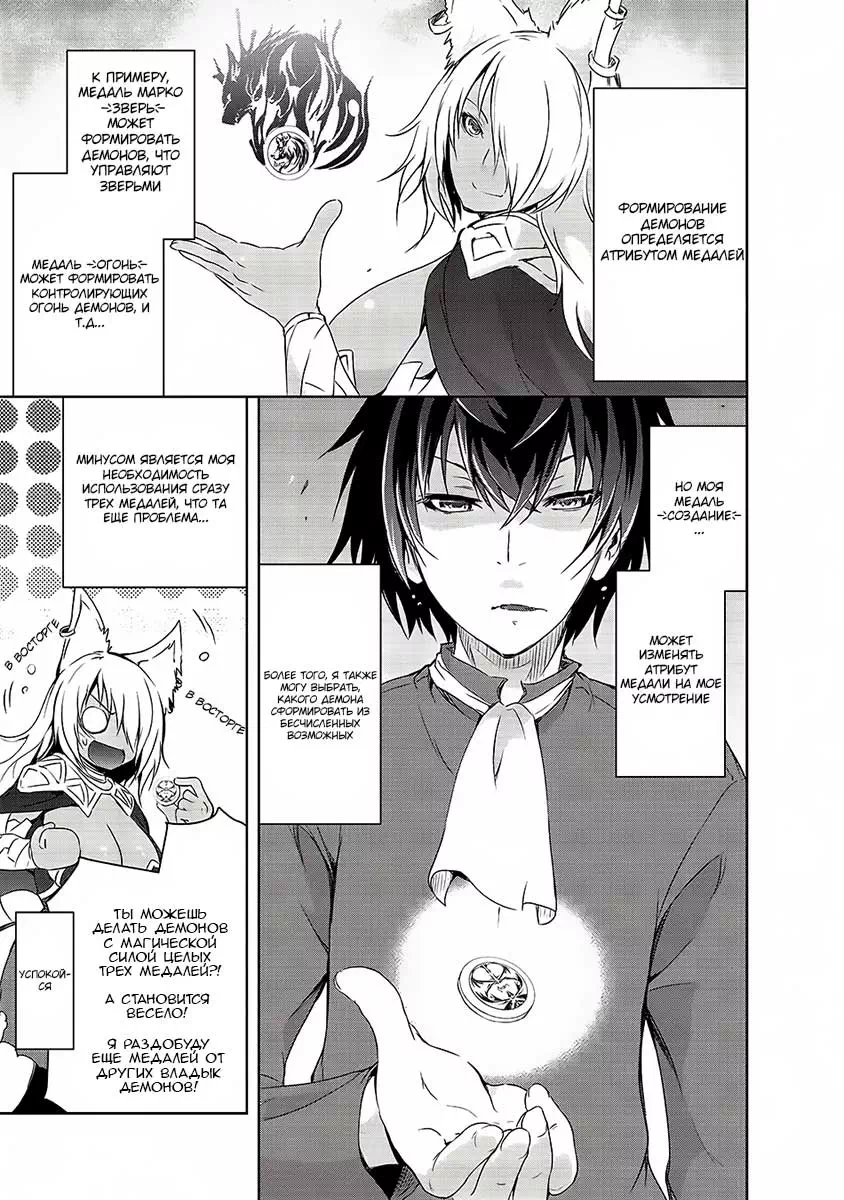 ФОРМИРОВАНИЕ
ДЕМОНОВ
ОПРЕДЕЛЯЕТСЯ
АТРИБУТОМ МЕДАЛЕЙ
К ПРИМЕРУ,
МЕДАЛЬ МАРКО
-ЗВЕРЬ-
МОЖЕТ
ФОРМИРОВАТЬ
ДЕМОНОВ, ЧТО
УПРАВЛЯЮТ
ЗВЕРЬМИ
МЕДАЛЬ -ОГОНЬ-
МОЖЕТ ФОРМИРОВАТЬ
КОНТРОЛИРУЮЩИХ
ОГОНЬ ДЕМОНОВ, И
Т.Д...
НО МОЯ
МЕДАЛЬ
-СОЗДАНИЕ-
...
МОЖЕТ
ИЗМЕНЯТЬ
АТРИБУТ
МЕДАЛИ НА МОЕ
УСМОТРЕНИЕ
БОЛЕЕ ТОГО, Я ТАКЖЕ
МОГУ ВЫБРАТЬ,
КАКОГО ДЕМОНА
СФОРМИРОВАТЬ ИЗ
БЕСЧИСЛЕННЫХ
ВОЗМОЖНЫХ
МИНУСОМ ЯВЛЯЕТСЯ МОЯ
НЕОБХОДИМОСТЬ
ИСПОЛЬЗОВАНИЯ СРАЗУ
ТРЕХ МЕДАЛЕЙ, ЧТО ТА
ЕЩЕ ПРОБЛЕМА...
В ВОСТОРГЕ
В ВОСТОРГЕ
ТЫ МОЖЕШЬ
ДЕЛАТЬ ДЕМОНОВ
С МАГИЧЕСКОЙ
СИЛОЙ ЦЕЛЫХ
ТРЕХ МЕДАЛЕЙ?!
А СТАНОВИТСЯ
ВЕСЕЛО!
Я РАЗДОБУДУ
ЕЩЕ МЕДАЛЕЙ ОТ
ДРУГИХ ВЛАДЫК
ДЕМОНОВ!
УСПОКОЙ-
СЯ